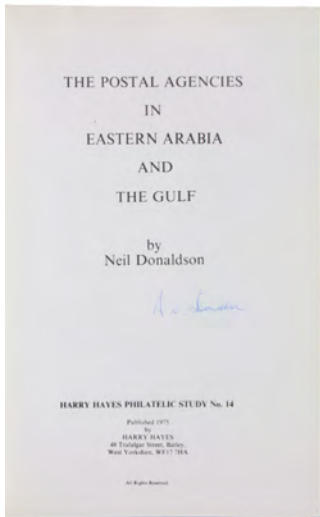 THE POSTAL AGENCIES
IN
EASTERN ARABIA
AND
THE GULF
by
Neil Donaldson
HARRY HAYES PHILATELIC STUDY No. 14
Published 1975
by
HARRY HAYES
48 Trafalgar Street, Batley,
West Yorkshire, WF17 7HA
All Rights Reserved